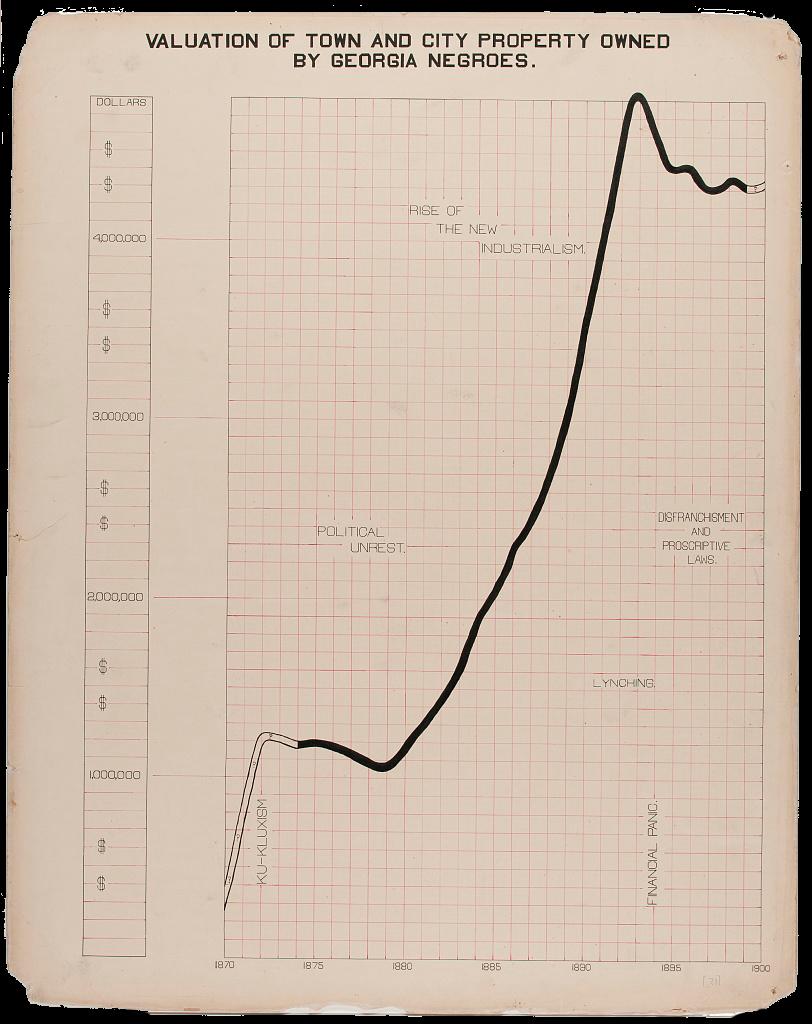 VALUATION OF TOWN AND CITY PROPERTY OWNED
BY GEORGIA NEGROES.
DOLLARS
$
$
4,000,000
$
$
3,000,000
$
$
2,000,000
$
$
1,000,000
$
$
RISE OF
THE NEW
INDUSTRIALISM.
POLITICAL
UNREST.
DISFRANCHISMENT
AND
PROSCRIPTIVE
LAWS.
LYNCHING.
KU-KLUXISM
FINANCIAL PANIC.
1870 1875 1880 1885 1890 1895 1900
[31]